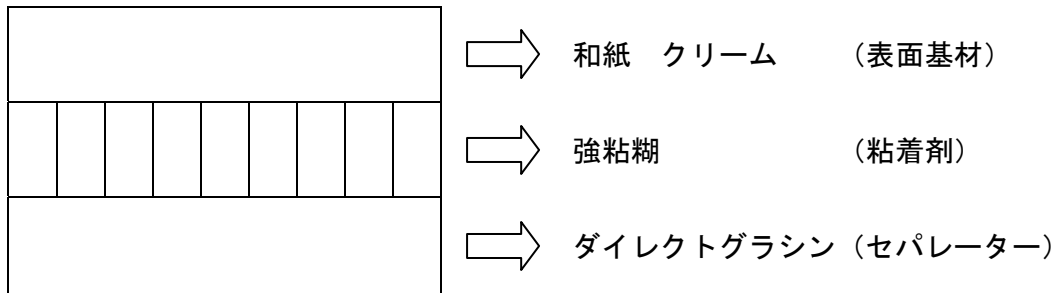 和紙　クリーム　　（表面基材）
強粘糊　　　　　　（粘着剤）
ダイレクトグラシン（セパレーター）